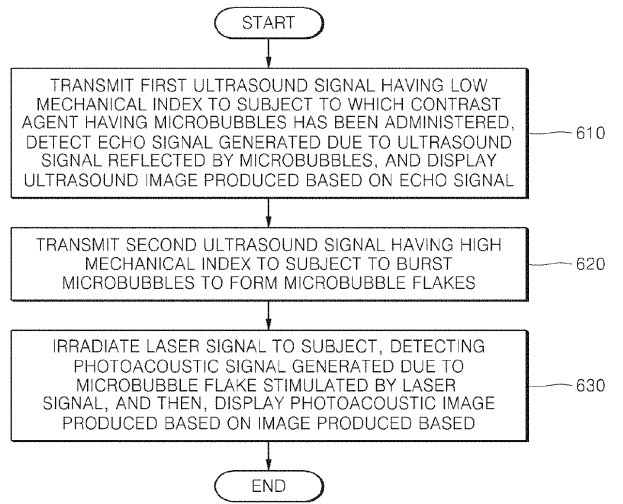 START
TRANSMIT FIRST ULTRASOUND SIGNAL HAVING LOW
MECHANICAL INDEX TO SUBJECT TO WHICH CONTRAST
AGENT HAVING MICROBUBBLES HAS BEEN ADMINISTERED,
DETECT ECHO SIGNAL GENERATED DUE TO ULTRASOUND
SIGNAL REFLECTED BY MICROBUBBLES, AND DISPLAY
ULTRASOUND IMAGE PRODUCED BASED ON ECHO SIGNAL
610
TRANSMIT SECOND ULTRASOUND SIGNAL HAVING HIGH
MECHANICAL INDEX TO SUBJECT TO BURST
MICROBUBBLES TO FORM MICROBUBBLE FLAKES
620
IRRADIATE LASER SIGNAL TO SUBJECT, DETECTING
PHOTOACOUSTIC SIGNAL GENERATED DUE TO
MICROBUBBLE FLAKE STIMULATED BY LASER
SIGNAL, AND THEN, DISPLAY PHOTOACOUSTIC IMAGE
PRODUCED BASED ON IMAGE PRODUCED BASED
630
END